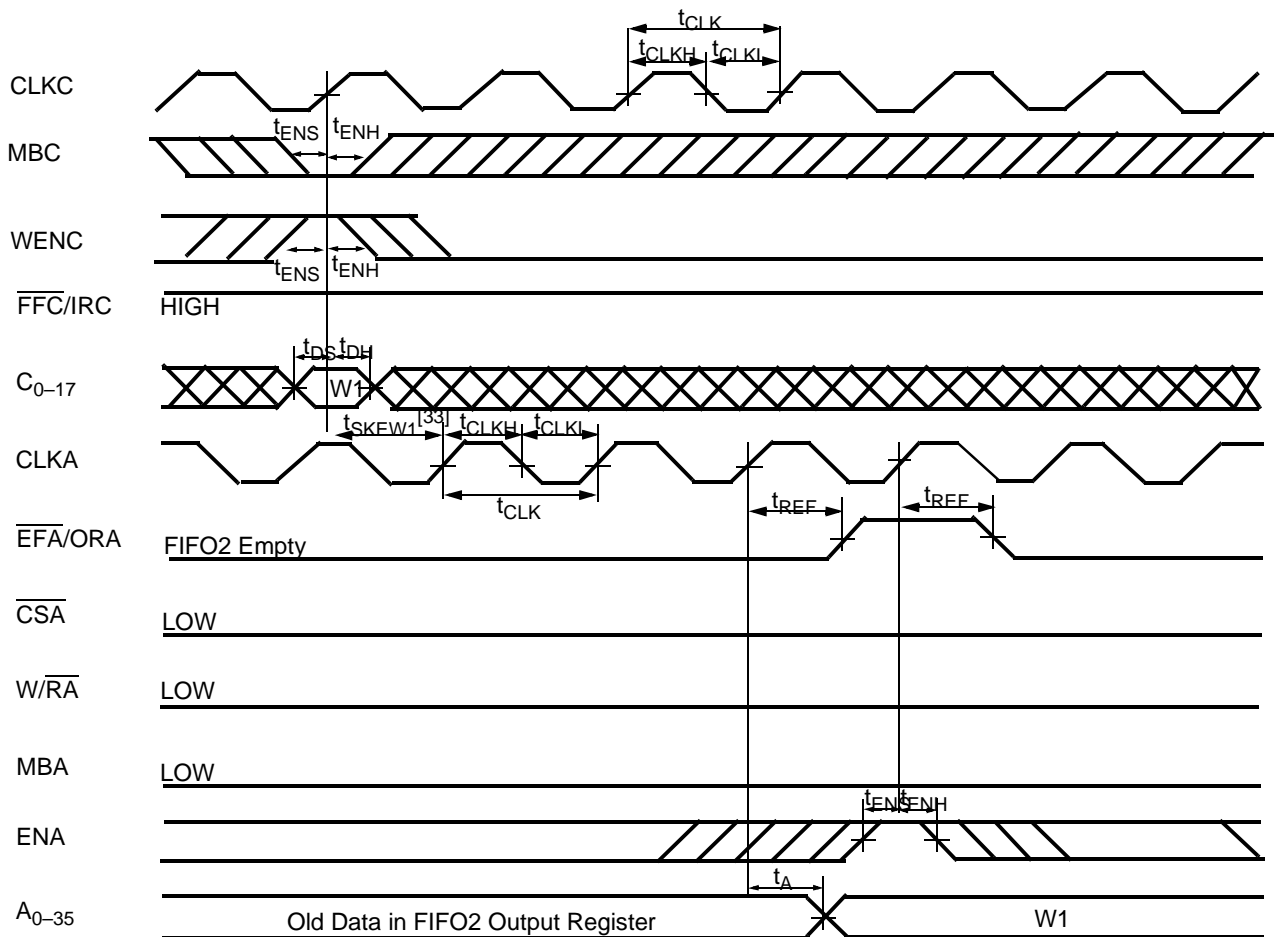 tCLK
tCLKH tCLKL
CLKC
tENS tENH
MBC
WENC
tENS tENH
FFC/IRC HIGH
tDS tDH
C0–17 W1
tSKEW1[33] tCLKH tCLKL
CLKA
tCLK
tREF tREF
EFA/ORA FIFO2 Empty
CSA LOW
W/RA LOW
MBA LOW
tENS tENH
ENA
tA
A0–35 Old Data in FIFO2 Output Register W1